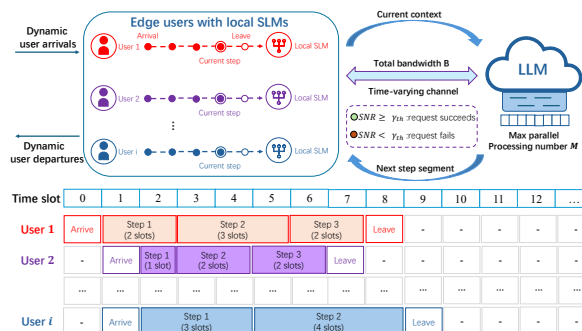 Edge users with local SLMs
Dynamic
user arrivals
Dynamic
user departures
Arrival
Leave
User 1
Local SLM
Current step
User 2
Local SLM
Current step
⋮
User i
Local SLM
Current step
Current context
Total bandwidth B
Time-varying channel
SNR ≥ γth :request succeeds
SNR < γth :request fails
Next step segment
LLM
Max parallel
Processing number M
Time slot 0 1 2 3 4 5 6 7 8 9 10 11 12 ...
User 1 Arrive Step 1 (2 slots) Step 2 (3 slots) Step 3 (2 slots) Leave - - - - -
User 2 - Arrive Step 1 (1 slot) Step 2 (2 slots) Step 3 (2 slots) Leave - - - - - -
... ... ... ... ... ... ... ... ... ... ... ... ... ...
User i - Arrive Step 1 (3 slots) Step 2 (4 slots) Leave - - - -